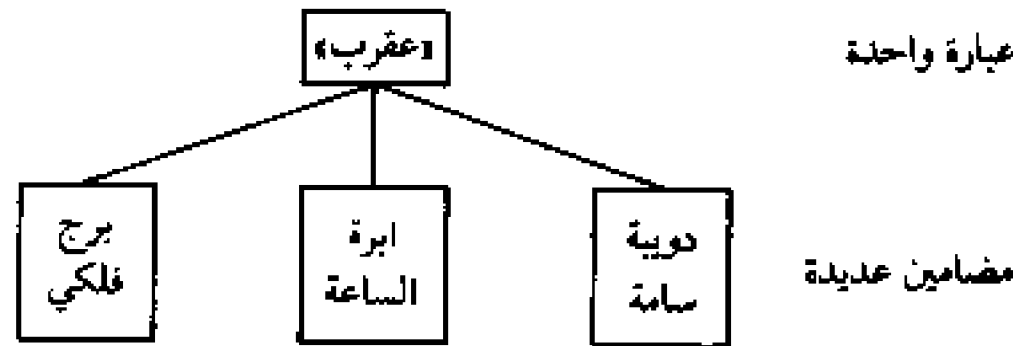 عبارة واحدة
«عقرب»
دويبة
سامة
ابرة
الساعة
برج
فلكي
مضامين عديدة